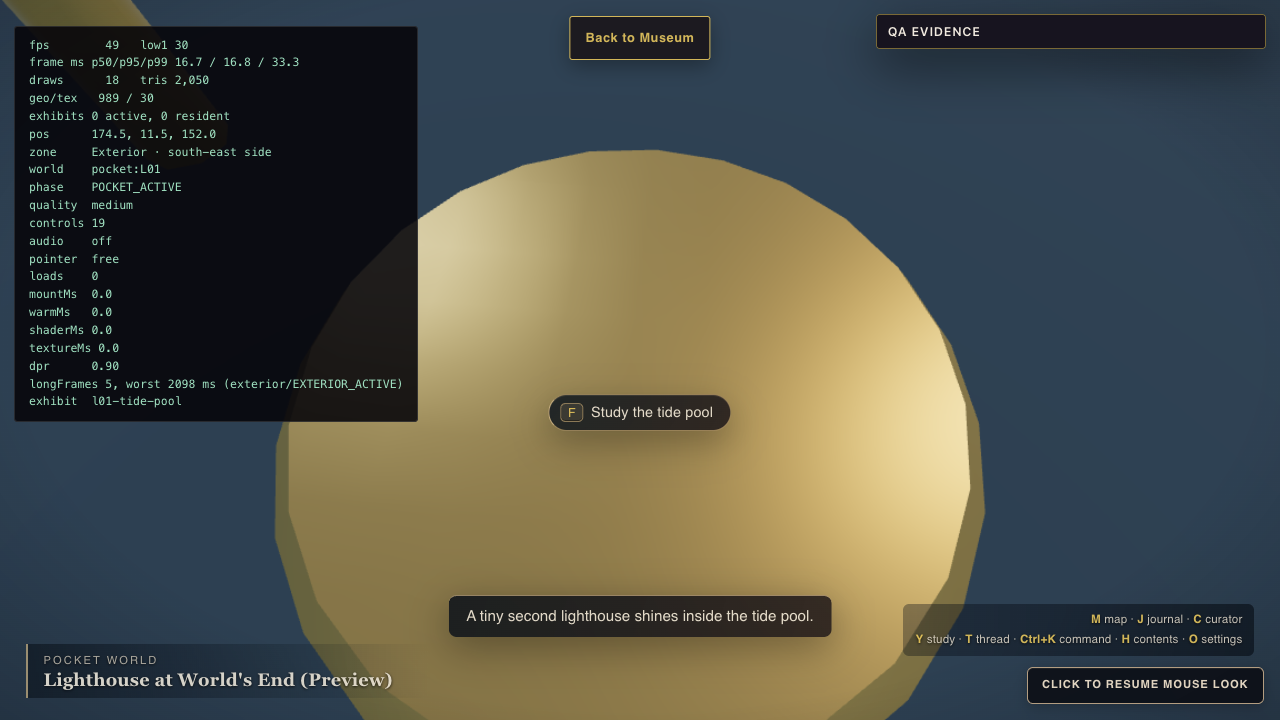 fps 49 low1 30
frame ms p50/p95/p99 16.7 / 16.8 / 33.3
draws 18 tris 2,050
geo/tex 989 / 30
exhibits 0 active, 0 resident
pos 174.5, 11.5, 152.0
zone Exterior · south-east side
world pocket:L01
phase POCKET_ACTIVE
quality medium
controls 19
audio off
pointer free
loads 0
mountMs 0.0
warmMs 0.0
shaderMs 0.0
textureMs 0.0
dpr 0.90
longFrames 5, worst 2098 ms (exterior/EXTERIOR_ACTIVE)
exhibit l01-tide-pool
Back to Museum
QA EVIDENCE
F Study the tide pool
A tiny second lighthouse shines inside the tide pool.
POCKET WORLD
Lighthouse at World's End (Preview)
M map · J journal · C curator
Y study · T thread · Ctrl+K command · H contents · O settings
CLICK TO RESUME MOUSE LOOK